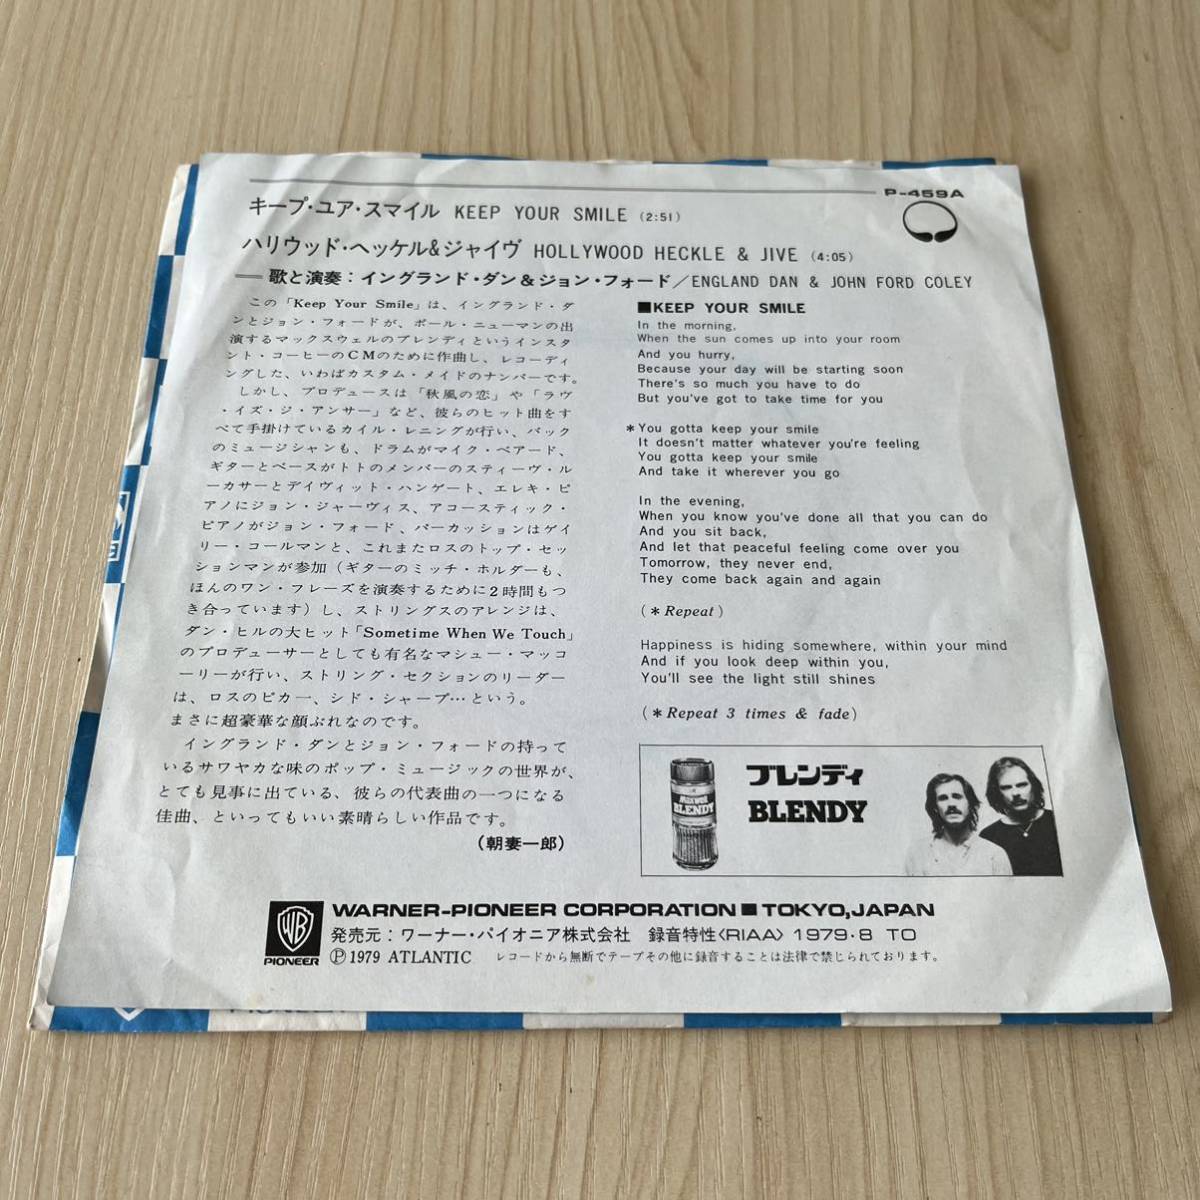 P-459A
キープ・ユア・スマイル KEEP YOUR SMILE (2:51)
ハリウッド・ヘッケル&ジャイヴ HOLLYWOOD HECKLE & JIVE (4:05)
歌と演奏：イングランド・ダン&ジョン・フォード/ENGLAND DAN & JOHN FORD COLEY
この「Keep Your Smile」は、イングランド・ダ
ンとジョン・フォードが、ポール・ニューマンの出
演するマックスウェルのブレンディというインスタ
ント・コーヒーのCMのために作曲し、レコーディ
ングした、いわばカスタム・メイドのナンバーです。
しかし、プロデュースは「秋風の恋」や「ラヴ
・イズ・ジ・アンサー」など、彼らのヒット曲をす
べて手掛けているカイル・レニングが行い、バック
のミュージシャンも、ドラムがマイク・ベアード、
ギターとベースがトトのメンバーのスティーヴ・ル
ーカサーとデイヴィット・ハンゲート、エレキ・ピ
アノにジョン・ジャーヴィス、アコースティック・
ピアノがジョン・フォード、パーカッションはゲイ
リー・コールマンと、これまたロスのトップ・セッ
ションマンが参加（ギターのミッチ・ホルダーも、
ほんのワン・フレーズを演奏するために2時間もつ
き合っています）し、ストリングスのアレンジは、
ダン・ヒルの大ヒット「Sometime When We Touch」
のプロデューサーとしても有名なマシュー・マッコ
ーリーが行い、ストリング・セクションのリーダー
は、ロスのピカ一、シド・シャープ…という。
まさに超豪華な顔ぶれなのです。
イングランド・ダンとジョン・フォードの持って
いるサワヤカな味のポップ・ミュージックの世界が、
とても見事に出ている、彼らの代表曲の一つになる
佳曲、といってもいい素晴らしい作品です。
（朝妻一郎）
■KEEP YOUR SMILE
In the morning,
When the sun comes up into your room
And you hurry,
Because your day will be starting soon
There's so much you have to do
But you've got to take time for you
*You gotta keep your smile
It doesn't matter whatever you're feeling
You gotta keep your smile
And take it wherever you go
In the evening,
When you know you've done all that you can do
And you sit back,
And let that peaceful feeling come over you
Tomorrow, they never end,
They come back again and again
(*Repeat)
Happiness is hiding somewhere, within your mind
And if you look deep within you,
You'll see the light still shines
(*Repeat 3 times & fade)
ブレンディ
BLENDY
MAXWELL
BLENDY
WB
PIONEER
WARNER-PIONEER CORPORATION■TOKYO,JAPAN
発売元：ワーナー・パイオニア株式会社 録音特性〈RIAA〉1979・8 TO
Ⓟ1979 ATLANTIC レコードから無断でテープその他に録音することは法律で禁じられております。